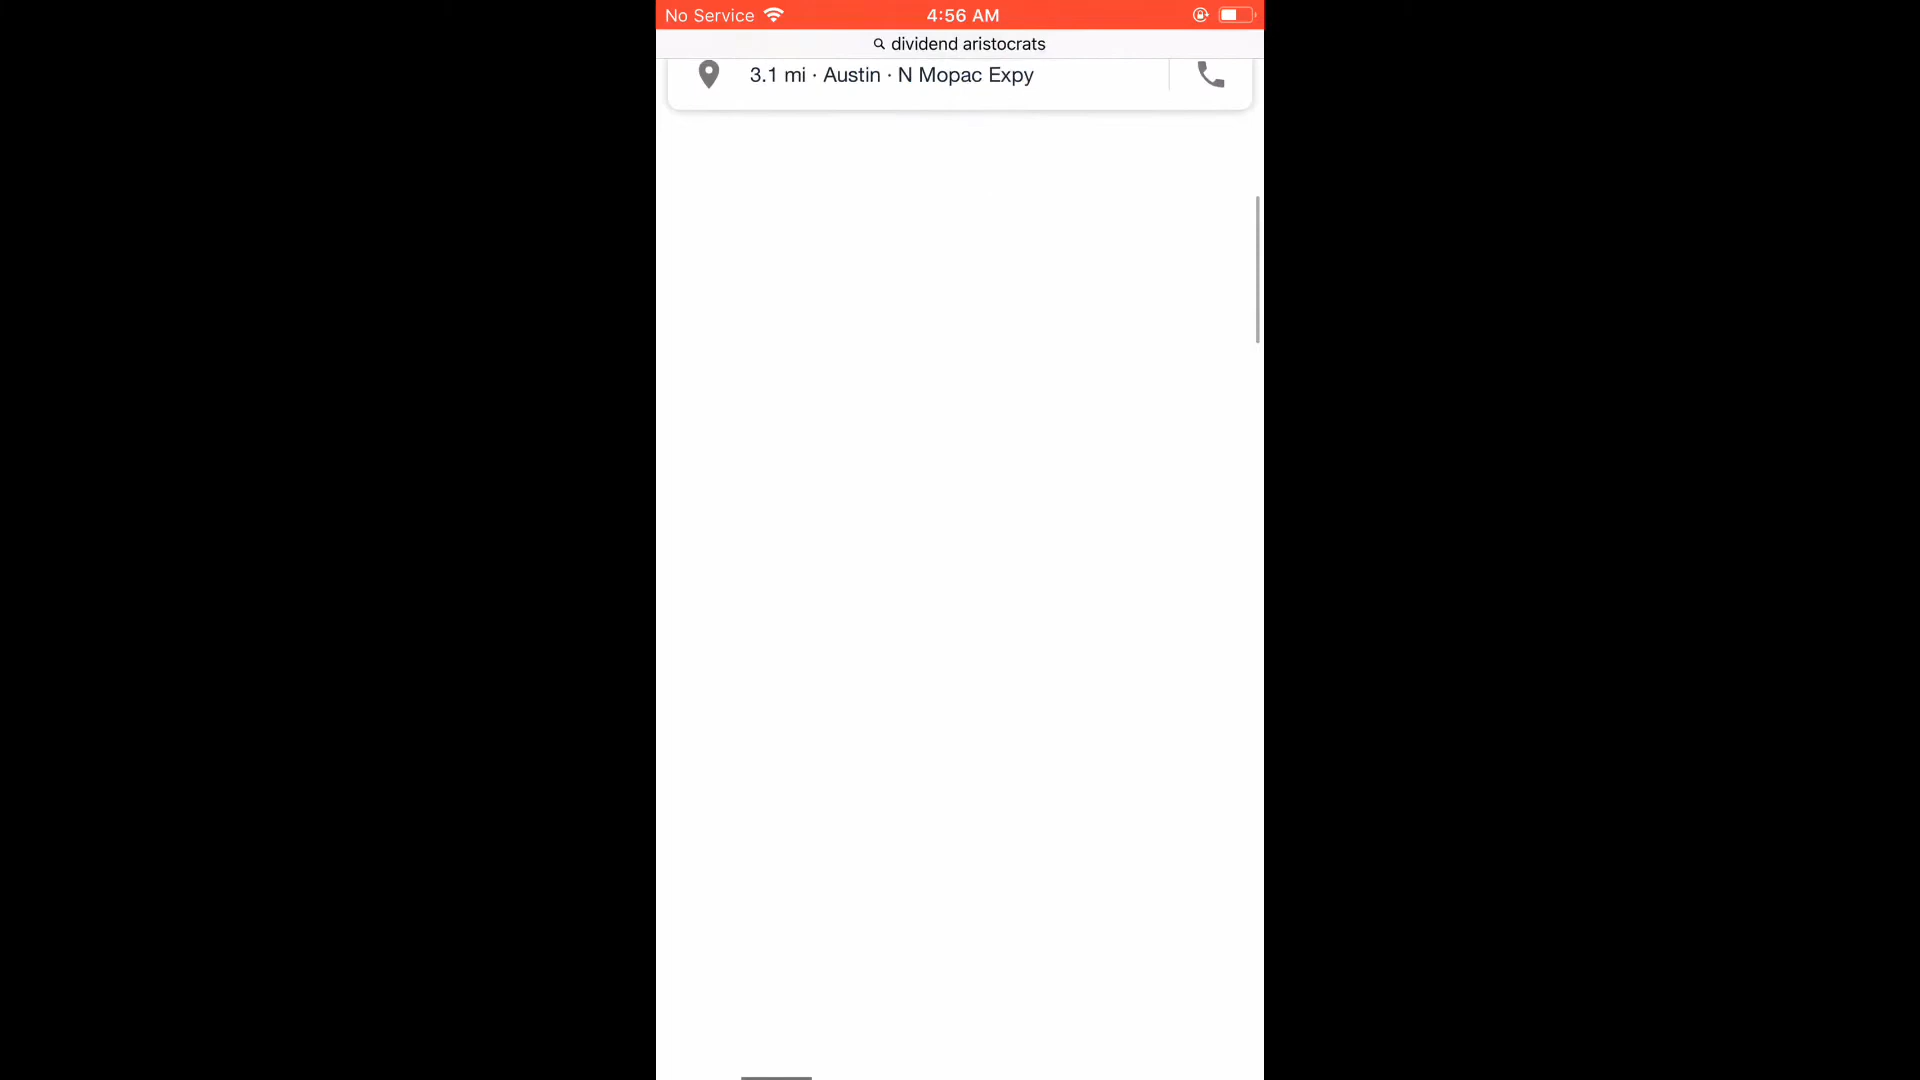 No Service
4:56 AM
dividend aristocrats
3.1 mi · Austin · N Mopac Expy